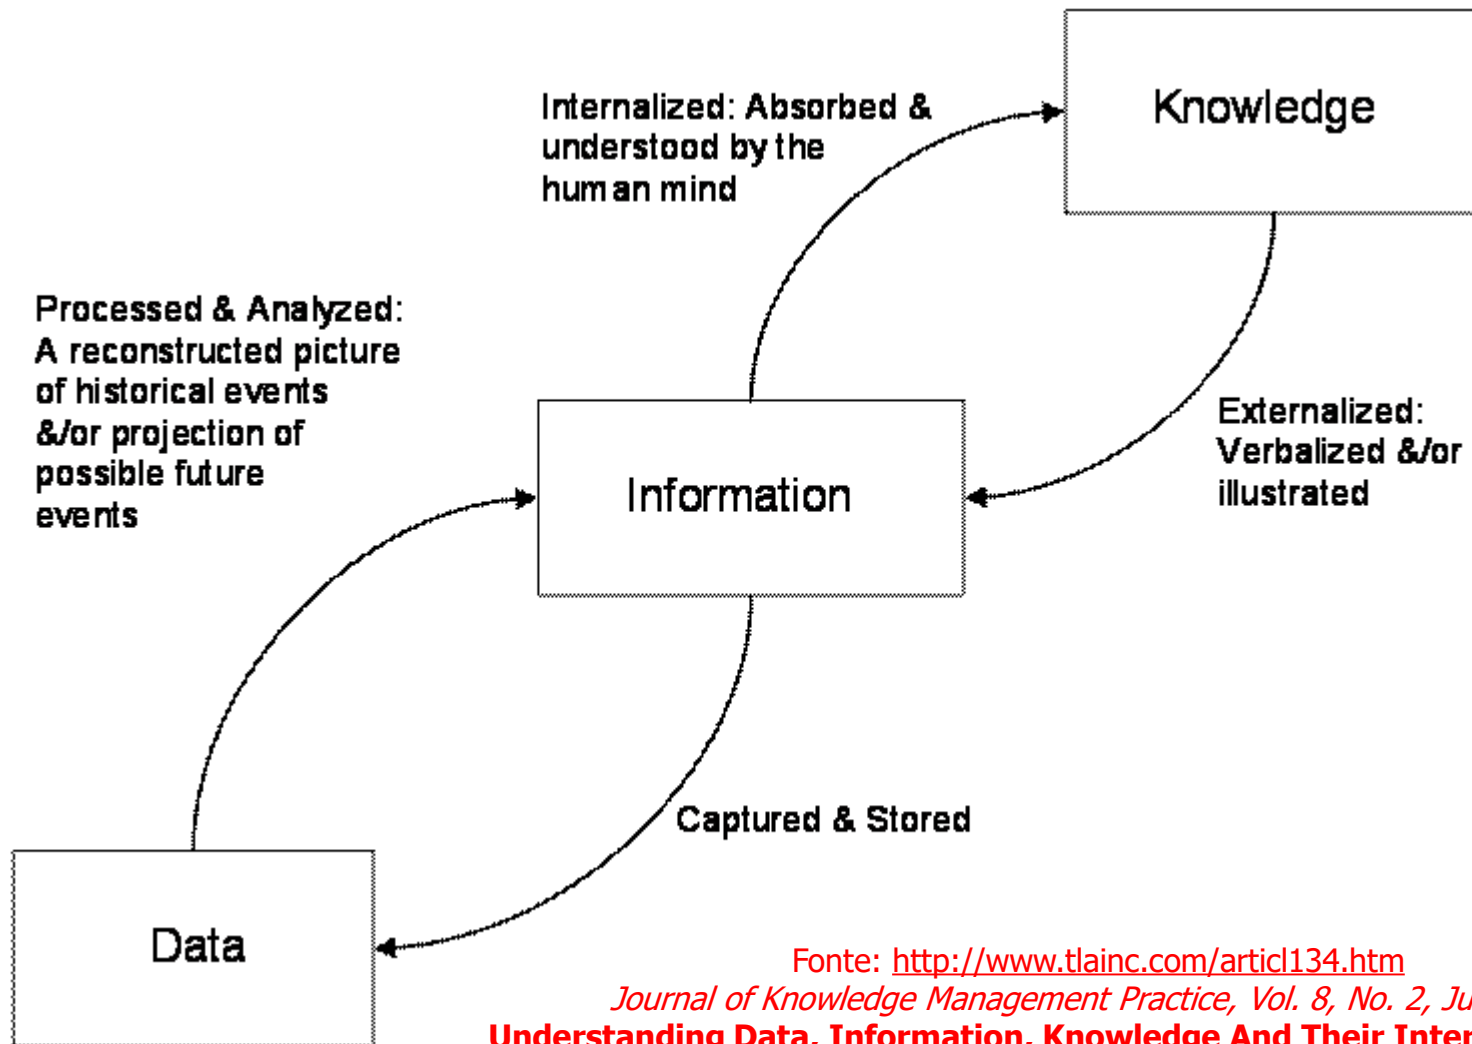 Knowledge
Internalized: Absorbed &
understood by the
human mind
Processed & Analyzed:
A reconstructed picture
of historical events
&/or projection of
possible future
events
Externalized:
Verbalized &/or
illustrated
Information
Captured & Stored
Data
Fonte: http://www.tlainc.com/articl134.htm
Journal of Knowledge Management Practice, Vol. 8, No. 2,
Understanding Data, Information, Knowledge And Their